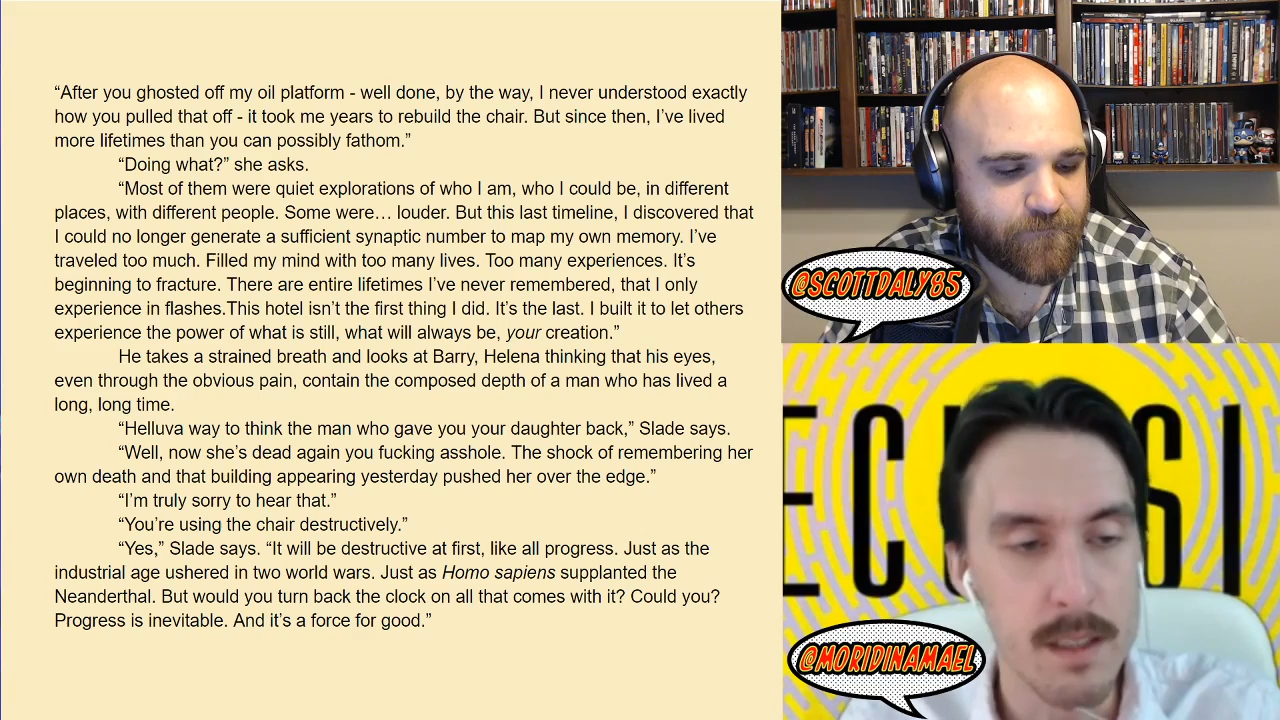 “After you ghosted off my oil platform - well done, by the way, I never understood exactly
how you pulled that off - it took me years to rebuild the chair. But since then, I’ve lived
more lifetimes than you can possibly fathom.”
“Doing what?” she asks.
“Most of them were quiet explorations of who I am, who I could be, in different
places, with different people. Some were… louder. But this last timeline, I discovered that
I could no longer generate a sufficient synaptic number to map my own memory. I’ve
traveled too much. Filled my mind with too many lives. Too many experiences. It’s
beginning to fracture. There are entire lifetimes I’ve never remembered, that I only
experience in flashes.This hotel isn’t the first thing I did. It’s the last. I built it to let others
experience the power of what is still, what will always be, your creation.”
He takes a strained breath and looks at Barry, Helena thinking that his eyes,
even through the obvious pain, contain the composed depth of a man who has lived a
long, long time.
“Helluva way to think the man who gave you your daughter back,” Slade says.
“Well, now she’s dead again you fucking asshole. The shock of remembering her
own death and that building appearing yesterday pushed her over the edge.”
“I’m truly sorry to hear that.”
“You’re using the chair destructively.”
“Yes,” Slade says. “It will be destructive at first, like all progress. Just as the
industrial age ushered in two world wars. Just as Homo sapiens supplanted the
Neanderthal. But would you turn back the clock on all that comes with it? Could you?
Progress is inevitable. And it’s a force for good.”
@SCOTTDALY85
@MORIDINAMAEL